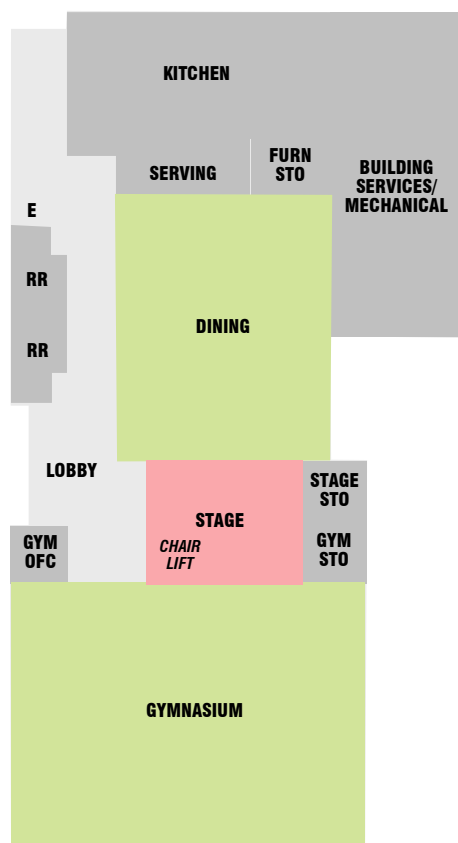 KITCHEN
SERVING
FURN
STO
BUILDING
SERVICES/
MECHANICAL
E
RR
RR
DINING
LOBBY
STAGE
CHAIR
LIFT
STAGE
STO
GYM
STO
GYM
OFC
GYMNASIUM